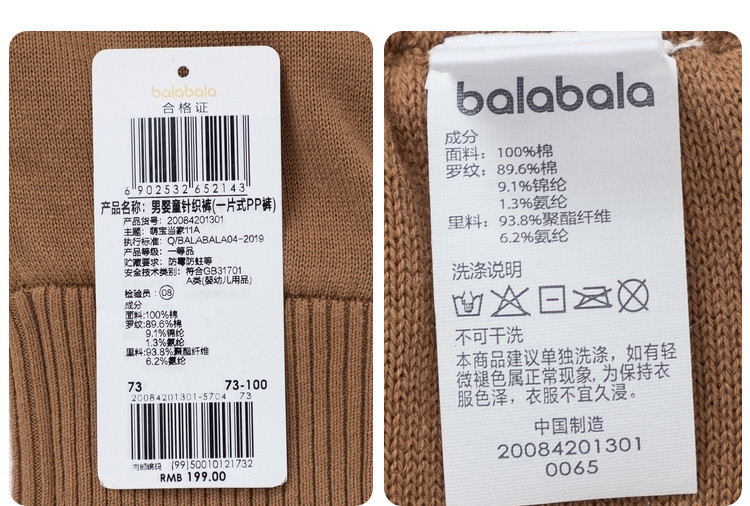 balabala
合格证
6 902532 652143
产品名称：男婴童针织裤(一片式PP裤)
产品货号：20084201301
主题：萌宝当家11A
执行标准：Q/BALABALA04-2019
产品等级：一等品
贮藏要求：防霉防蛀等
安全技术类别：符合GB31701
A类(婴幼儿用品)
检验员：08
成分
面料:100%棉
罗纹:89.6%棉
9.1%锦纶
1.3%氨纶
里料:93.8%聚酯纤维
6.2%氨纶
73 73-100
20084201301-5704 73
内部编码 (99)50010121732
RMB 199.00
balabala
成分
面料：100%棉
罗纹：89.6%棉
9.1%锦纶
1.3%氨纶
里料：93.8%聚酯纤维
6.2%氨纶
洗涤说明
不可干洗
本商品建议单独洗涤，如有轻
微褪色属正常现象,为保持衣
服色泽，衣服不宜久浸。
中国制造
20084201301
0065